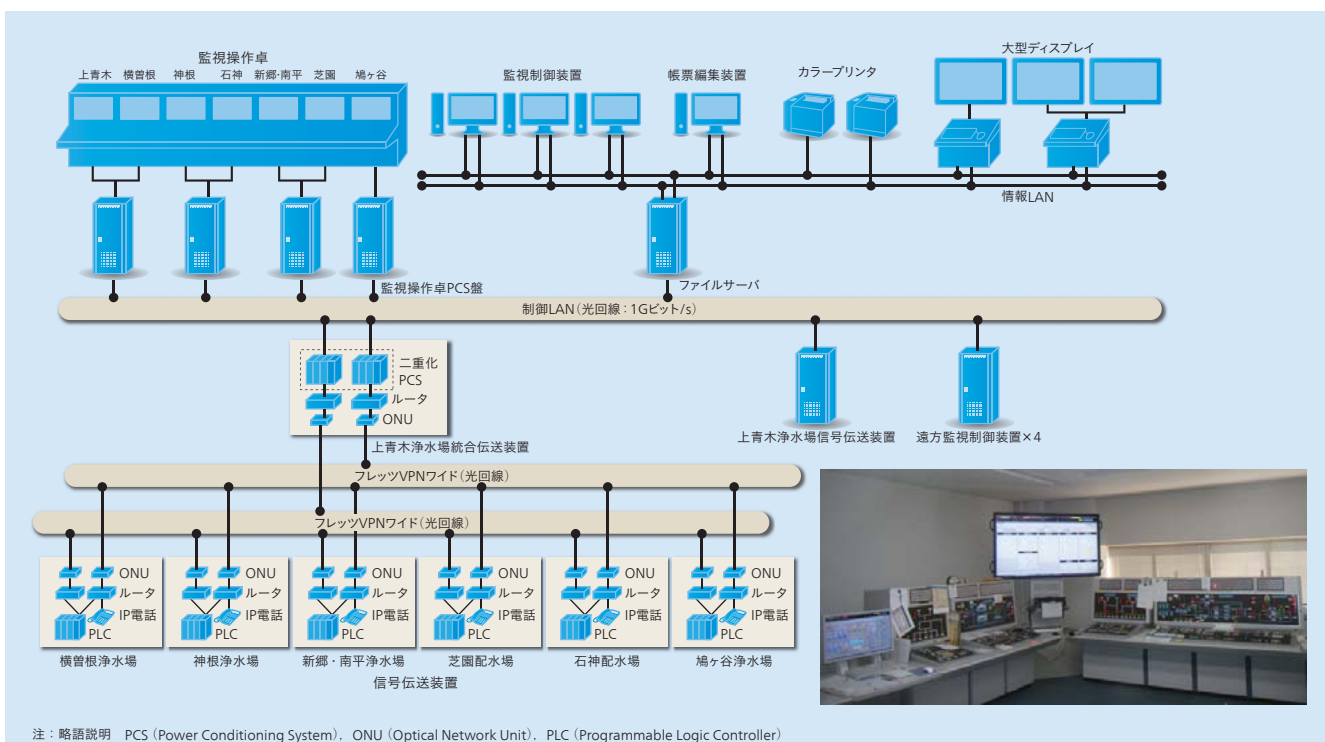 監視操作卓
上青木 横曽根 神根 石神 新郷・南平 芝園 鳩ヶ谷
監視制御装置
帳票編集装置
カラープリンタ
大型ディスプレイ
情報LAN
監視操作卓PCS盤
ファイルサーバ
制御LAN(光回線:1Gビット/s)
二重化
PCS
ルータ
ONU
上青木浄水場統合伝送装置
上青木浄水場信号伝送装置
遠方監視制御装置×4
フレッツVPNワイド(光回線)
フレッツVPNワイド(光回線)
ONU
ルータ
IP電話
PLC
横曽根浄水場
ONU
ルータ
IP電話
PLC
神根浄水場
ONU
ルータ
IP電話
PLC
新郷・南平浄水場
ONU
ルータ
IP電話
PLC
芝園配水場
ONU
ルータ
IP電話
PLC
石神配水場
ONU
ルータ
IP電話
PLC
鳩ヶ谷浄水場
信号伝送装置
注:略語説明 PCS(Power Conditioning System),ONU(Optical Network Unit),PLC(Programmable Logic Controller)